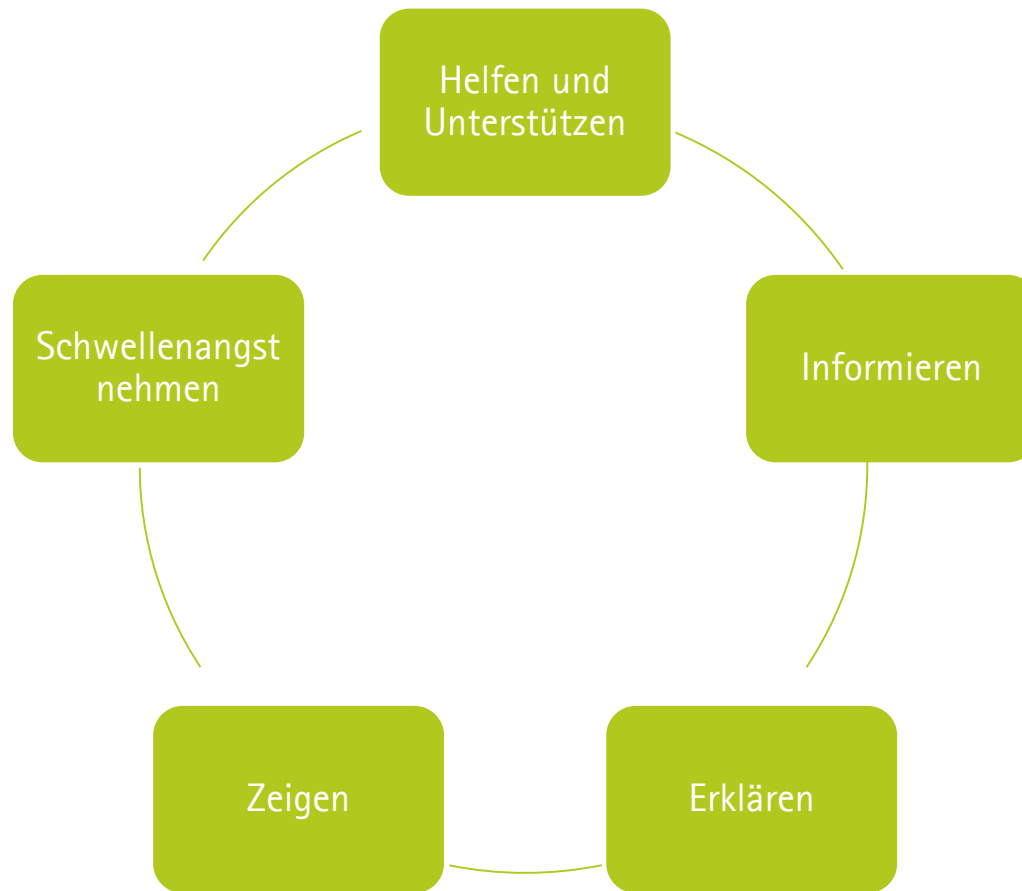 Helfen und
Unterstützen
Informieren
Erklären
Zeigen
Schwellenangst
nehmen